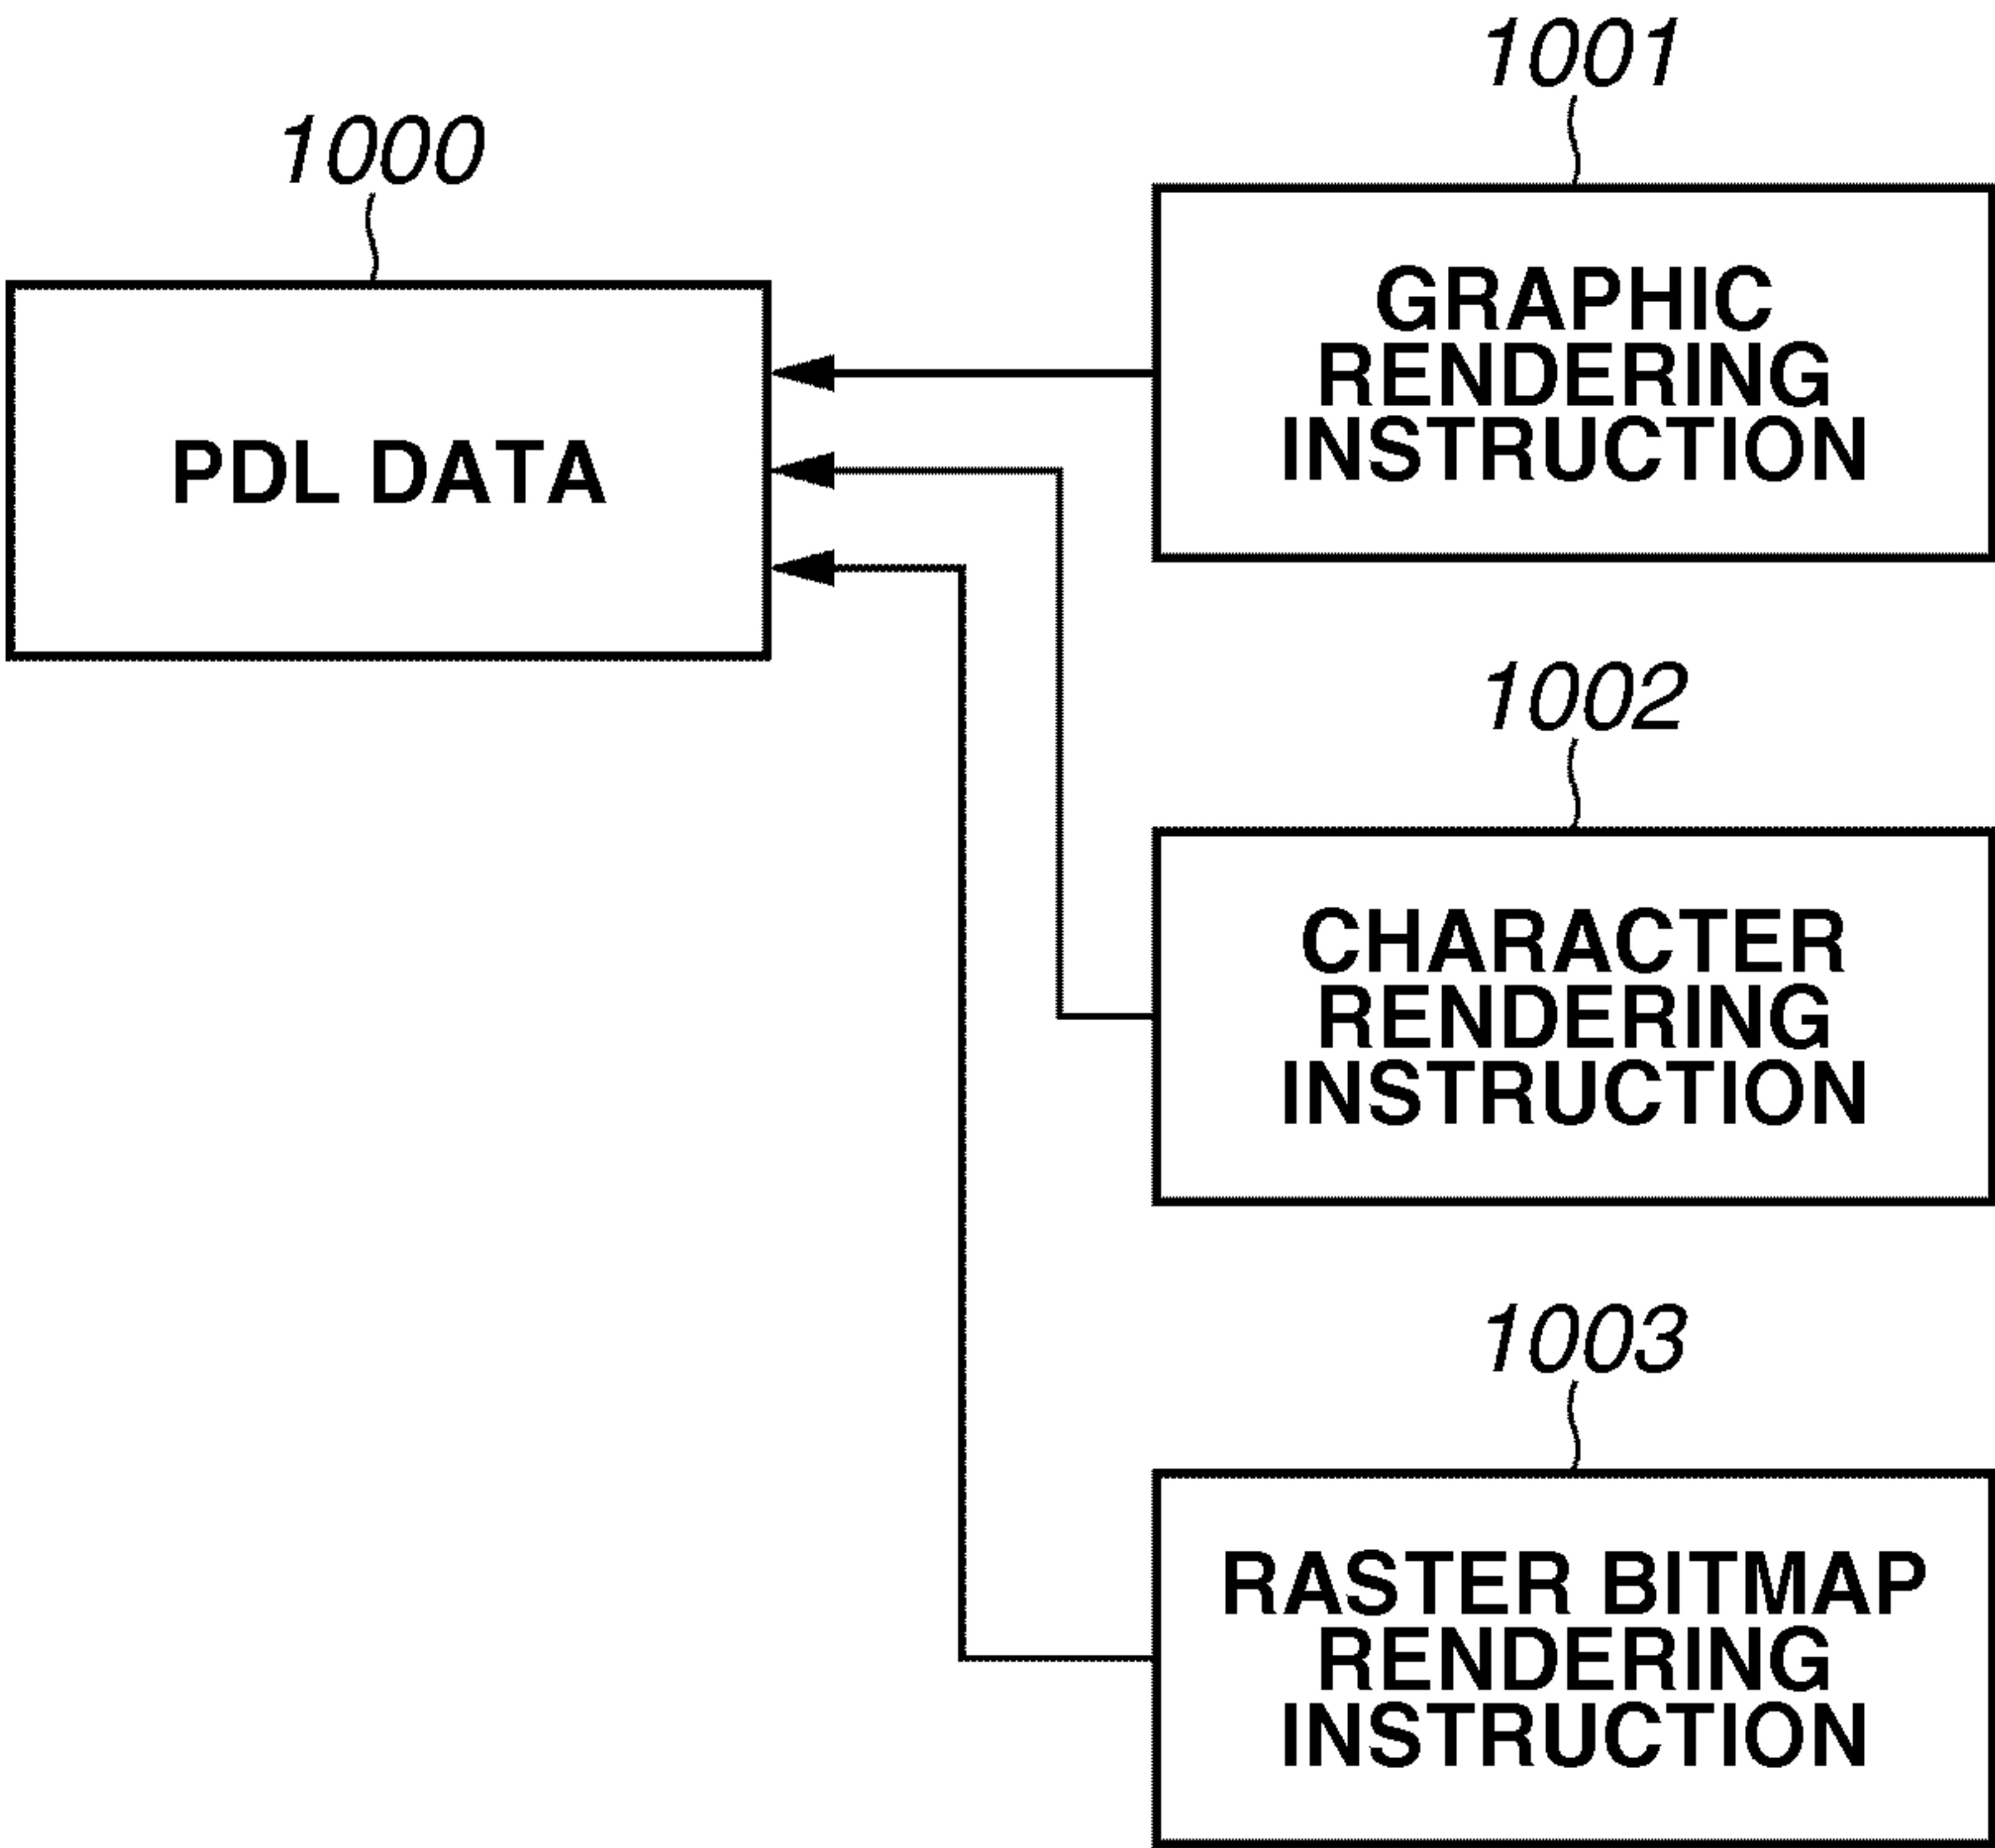 1000
PDL DATA
1001
GRAPHIC
RENDERING
INSTRUCTION
1002
CHARACTER
RENDERING
INSTRUCTION
1003
RASTER BITMAP
RENDERING
INSTRUCTION